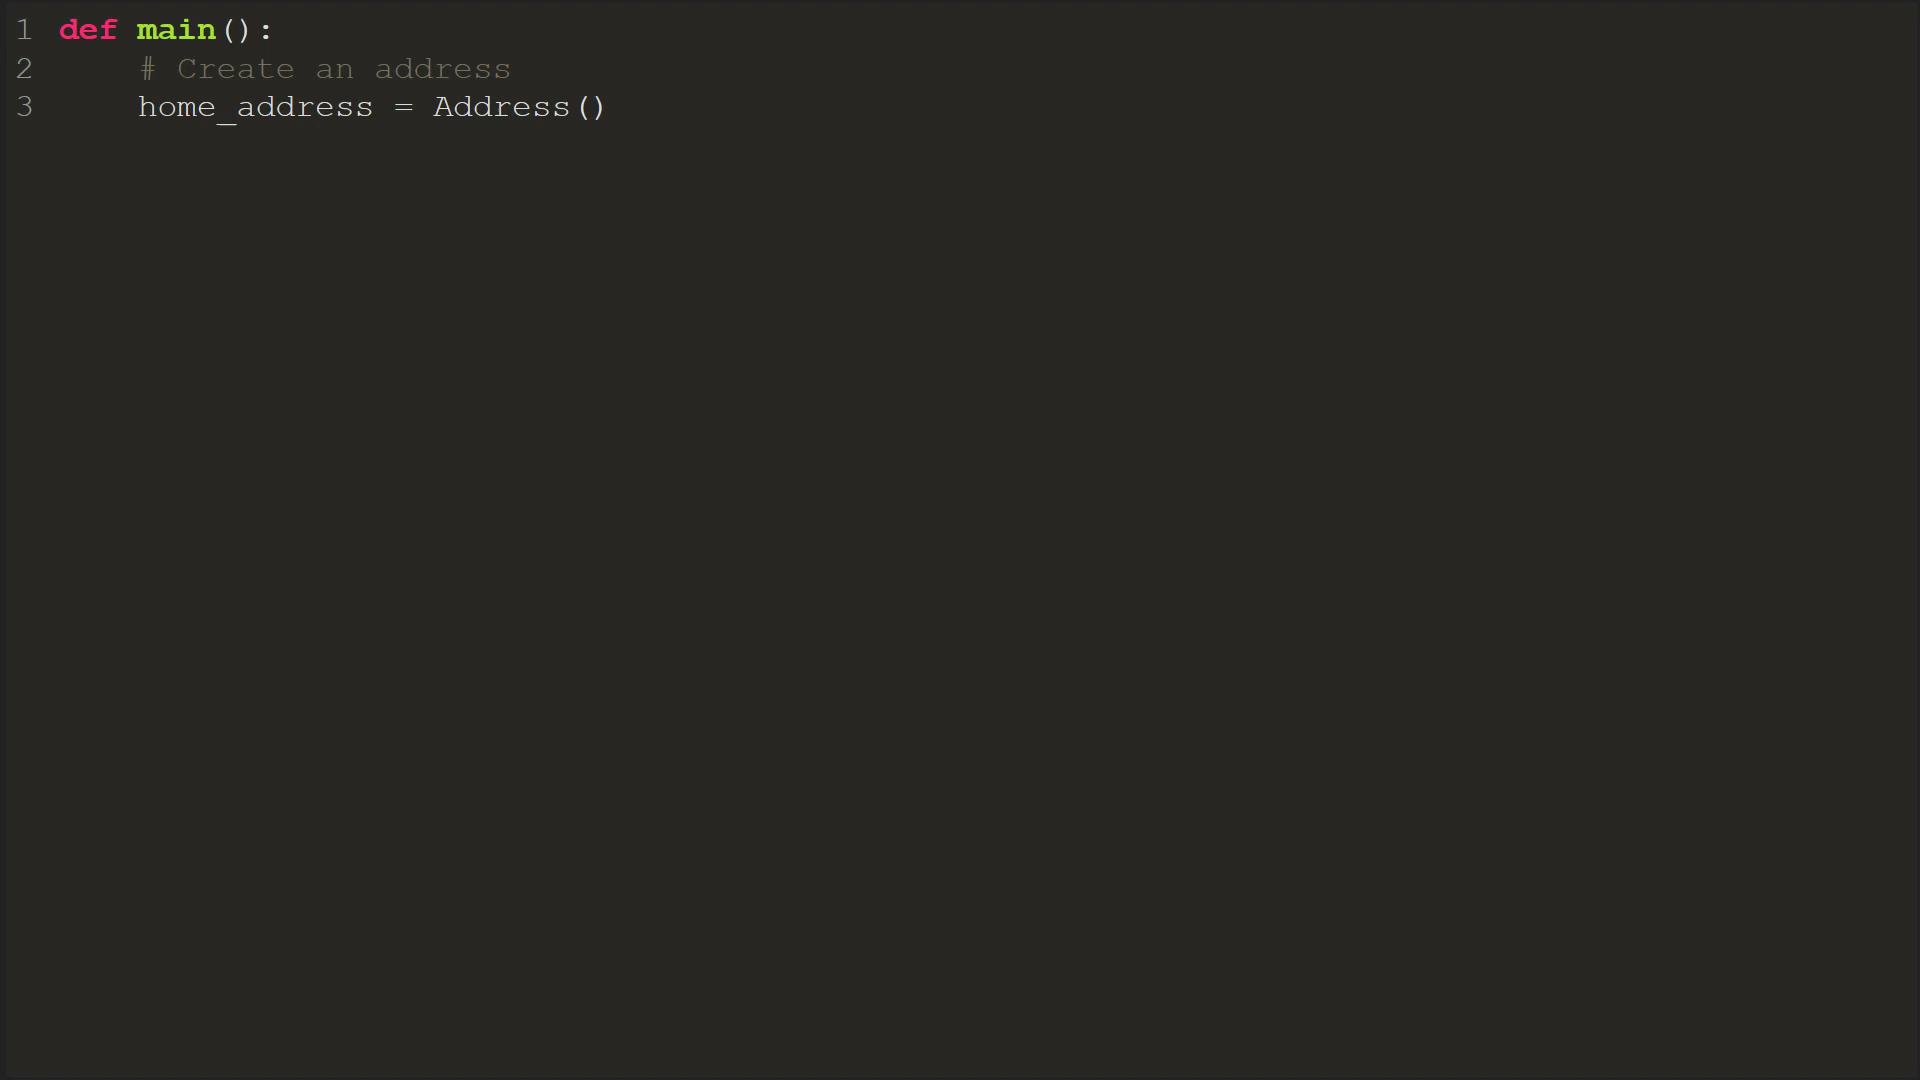 1 def main():
2     # Create an address
3     home_address = Address()